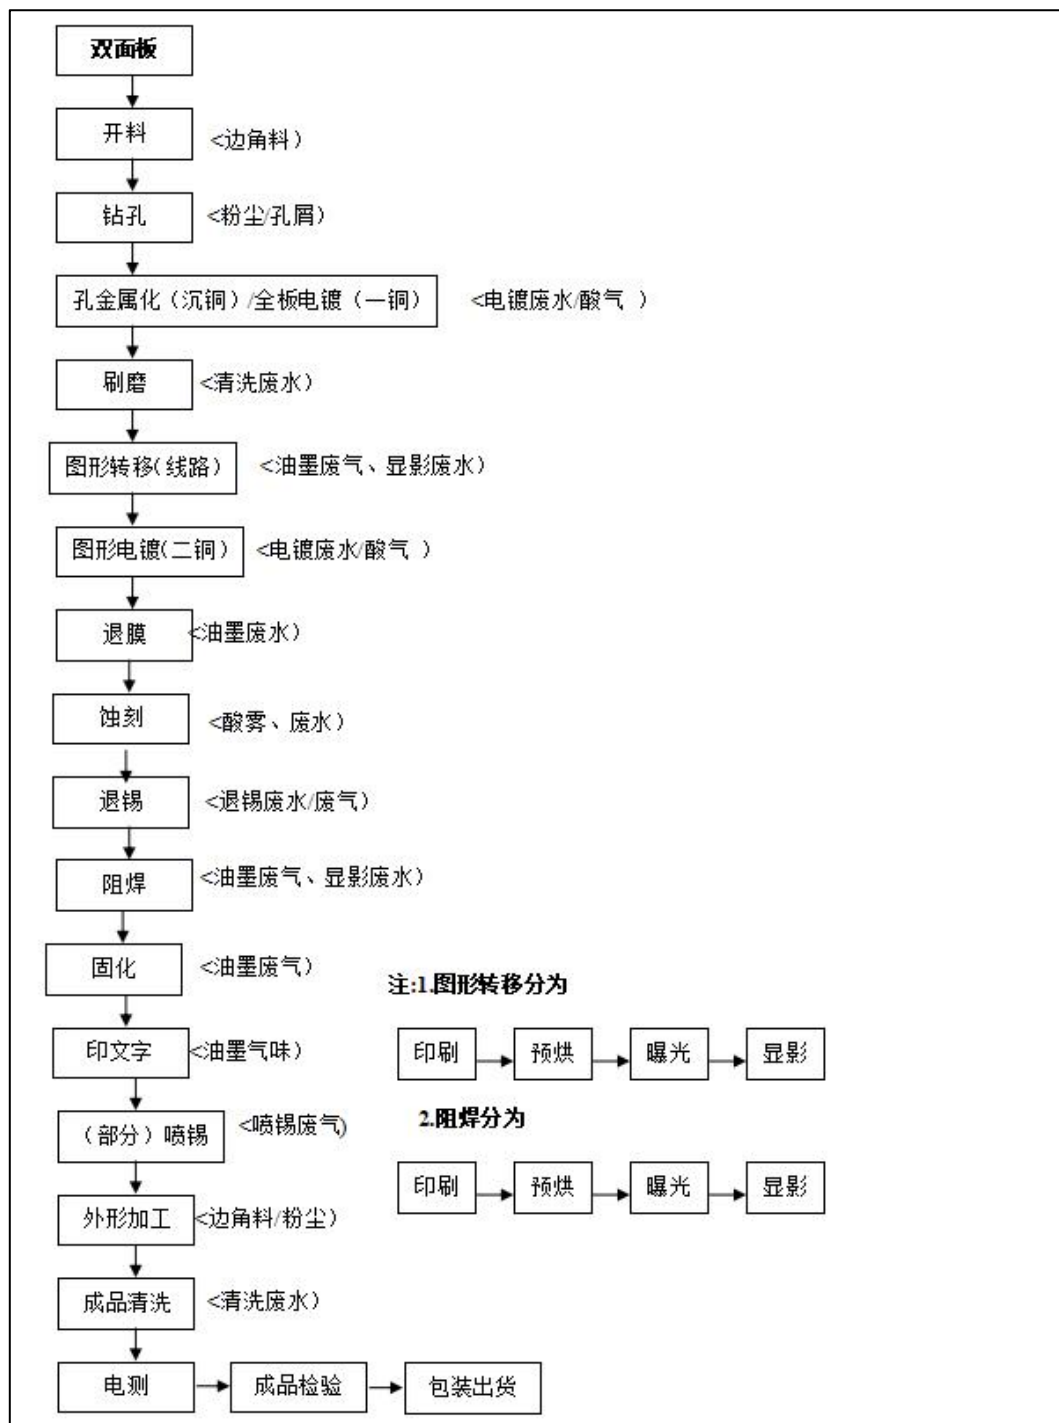 双面板
开料 <边角料）
钻孔 <粉尘/孔屑）
孔金属化（沉铜）/全板电镀（一铜） <电镀废水/酸气 ）
刷磨 <清洗废水）
图形转移(线路） <油墨废气、显影废水）
图形电镀(二铜） <电镀废水/酸气 ）
退膜 <油墨废水）
蚀刻 <酸雾、废水）
退锡 <退锡废水/废气）
阻焊 <油墨废气、显影废水）
固化 <油墨废气）
注:1.图形转移分为
印文字 <油墨气味）
印刷 预烘 曝光 显影
（部分）喷锡 <喷锡废气)
2.阻焊分为
印刷 预烘 曝光 显影
外形加工 <边角料/粉尘）
成品清洗 <清洗废水）
电测 成品检验 包装出货